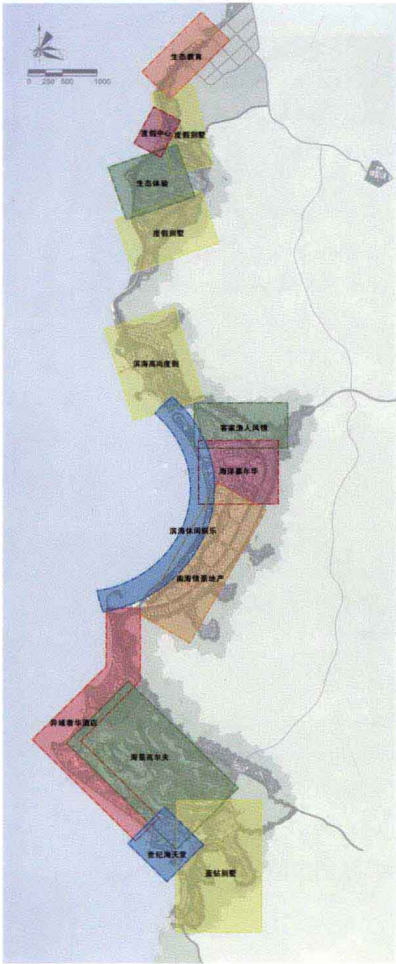 0 250 500 1000
生态教育
度假中心
度假别墅
生态体验
度假别墅
滨海高尚度假
客家渔人风情
海洋嘉年华
滨海休闲娱乐
南海情景地产
异域奢华酒店
海景高尔夫
世纪海天堂
蓝钻别墅